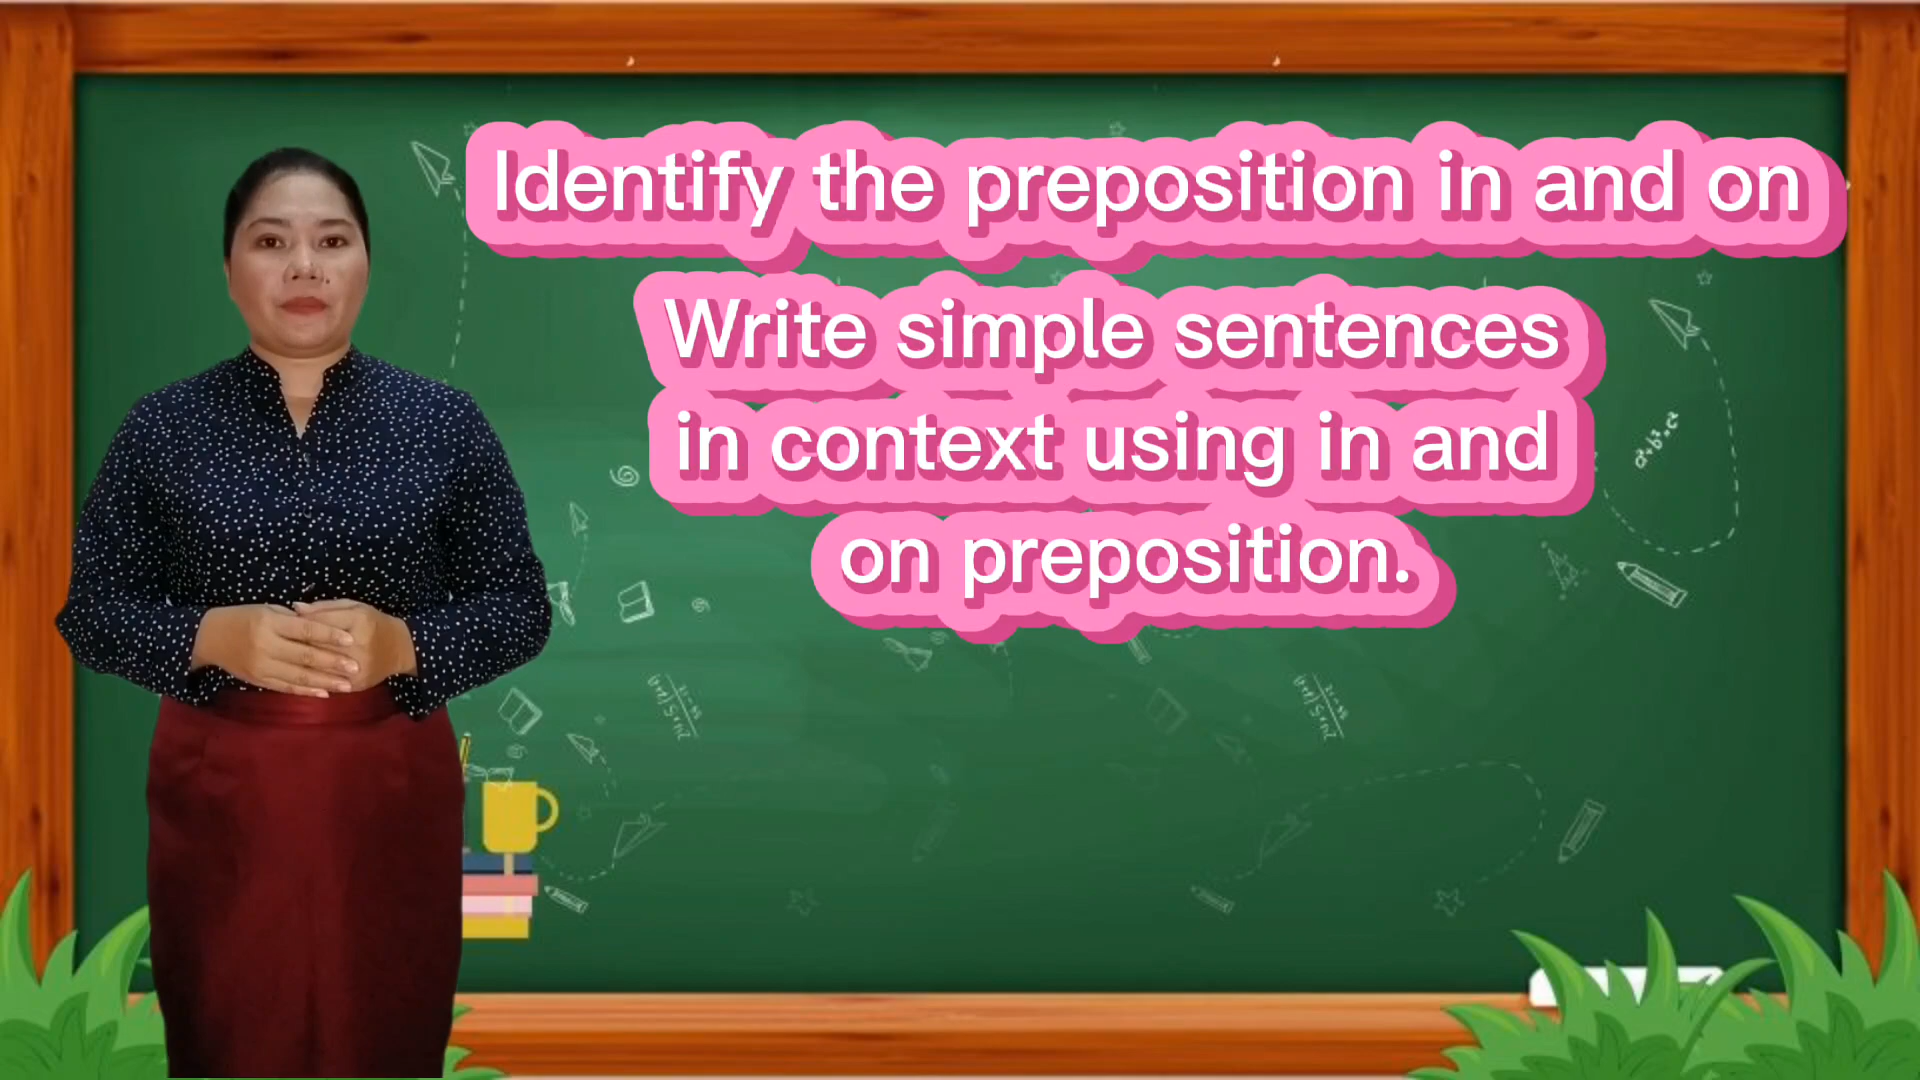 Identify the preposition in and on
Write simple sentences
in context using in and
on preposition.